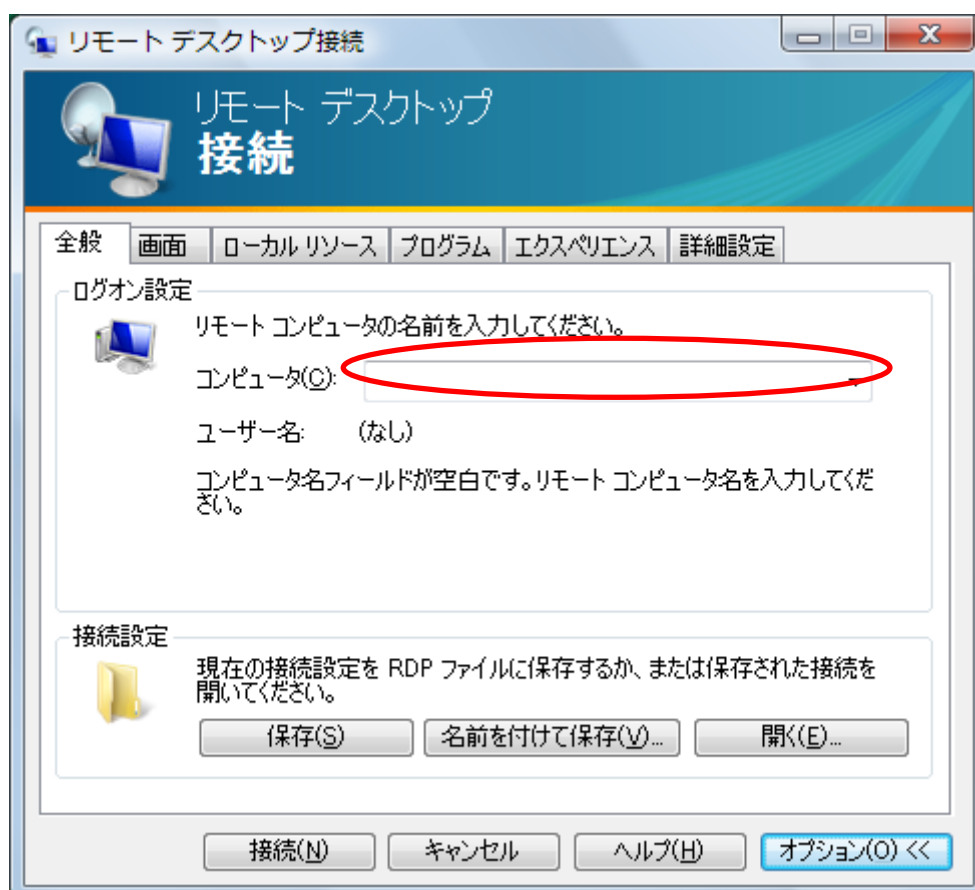 リモート デスクトップ接続
リモート デスクトップ
接続
全般 画面 ローカル リソース プログラム エクスペリエンス 詳細設定
ログオン設定
リモート コンピュータの名前を入力してください。
コンピュータ(C):
ユーザー名: (なし)
コンピュータ名フィールドが空白です。リモート コンピュータ名を入力してくだ
さい。
接続設定
現在の接続設定を RDP ファイルに保存するか、または保存された接続を
開いてください。
保存(S) 名前を付けて保存(V)... 開く(E)...
接続(N) キャンセル ヘルプ(H) オプション(O) <<